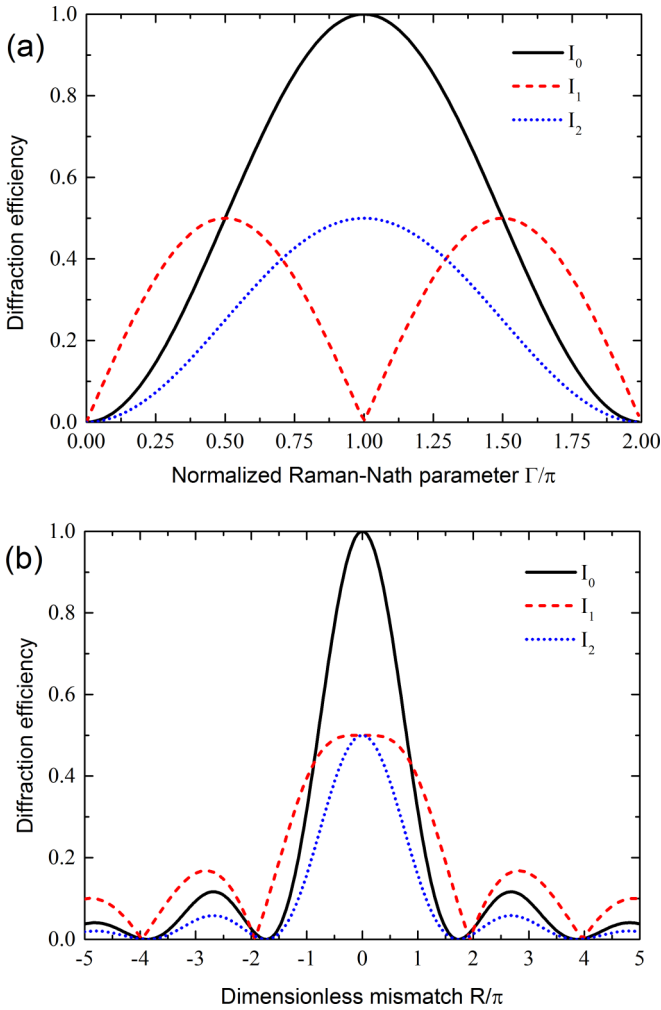 (a)
1.0
0.8
0.6
0.4
0.2
0.0
Diffraction efficiency
I₀
I₁
I₂
0.00 0.25 0.50 0.75 1.00 1.25 1.50 1.75 2.00
Normalized Raman-Nath parameter Γ/π
(b)
1.0
0.8
0.6
0.4
0.2
0.0
Diffraction efficiency
I₀
I₁
I₂
-5 -4 -3 -2 -1 0 1 2 3 4 5
Dimensionless mismatch R/π